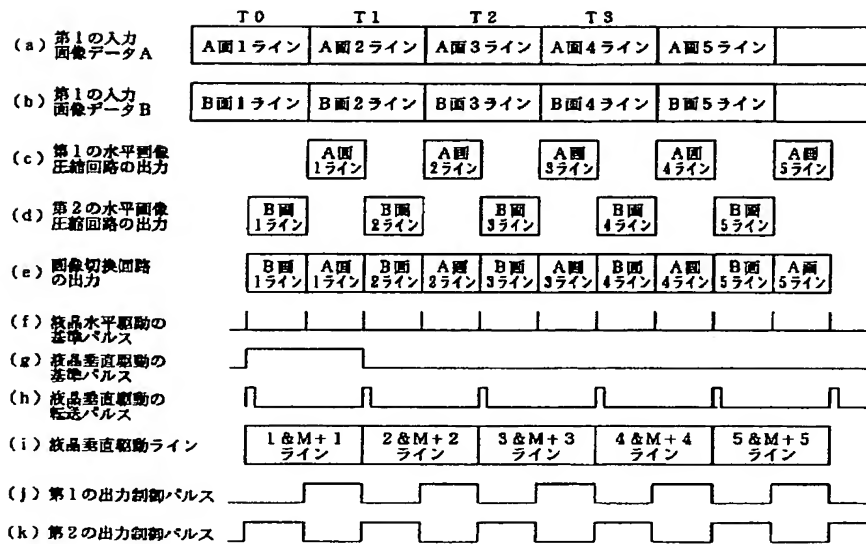 T0 T1 T2 T3
(a) 第1の入力
画像データA
A画1ライン A画2ライン A画3ライン A画4ライン A画5ライン
(b) 第1の入力
画像データB
B画1ライン B画2ライン B画3ライン B画4ライン B画5ライン
(c) 第1の水平画像
圧縮回路の出力
A画 A画 A画 A画 A画
1ライン 2ライン 3ライン 4ライン 5ライン
(d) 第2の水平画像
圧縮回路の出力
B画 B画 B画 B画 B画
1ライン 2ライン 3ライン 4ライン 5ライン
(e) 画像切換回路
の出力
B画 A画 B画 A画 B画 A画 B画 A画 B画 A画
1ライン 1ライン 2ライン 2ライン 3ライン 3ライン 4ライン 4ライン 5ライン 5ライン
(f) 液晶水平駆動の
基準パルス
(g) 液晶垂直駆動の
基準パルス
(h) 液晶垂直駆動の
転送パルス
(i) 液晶垂直駆動ライン
1&M+1 2&M+2 3&M+3 4&M+4 5&M+5
ライン ライン ライン ライン ライン
(j) 第1の出力制御パルス
(k) 第2の出力制御パルス